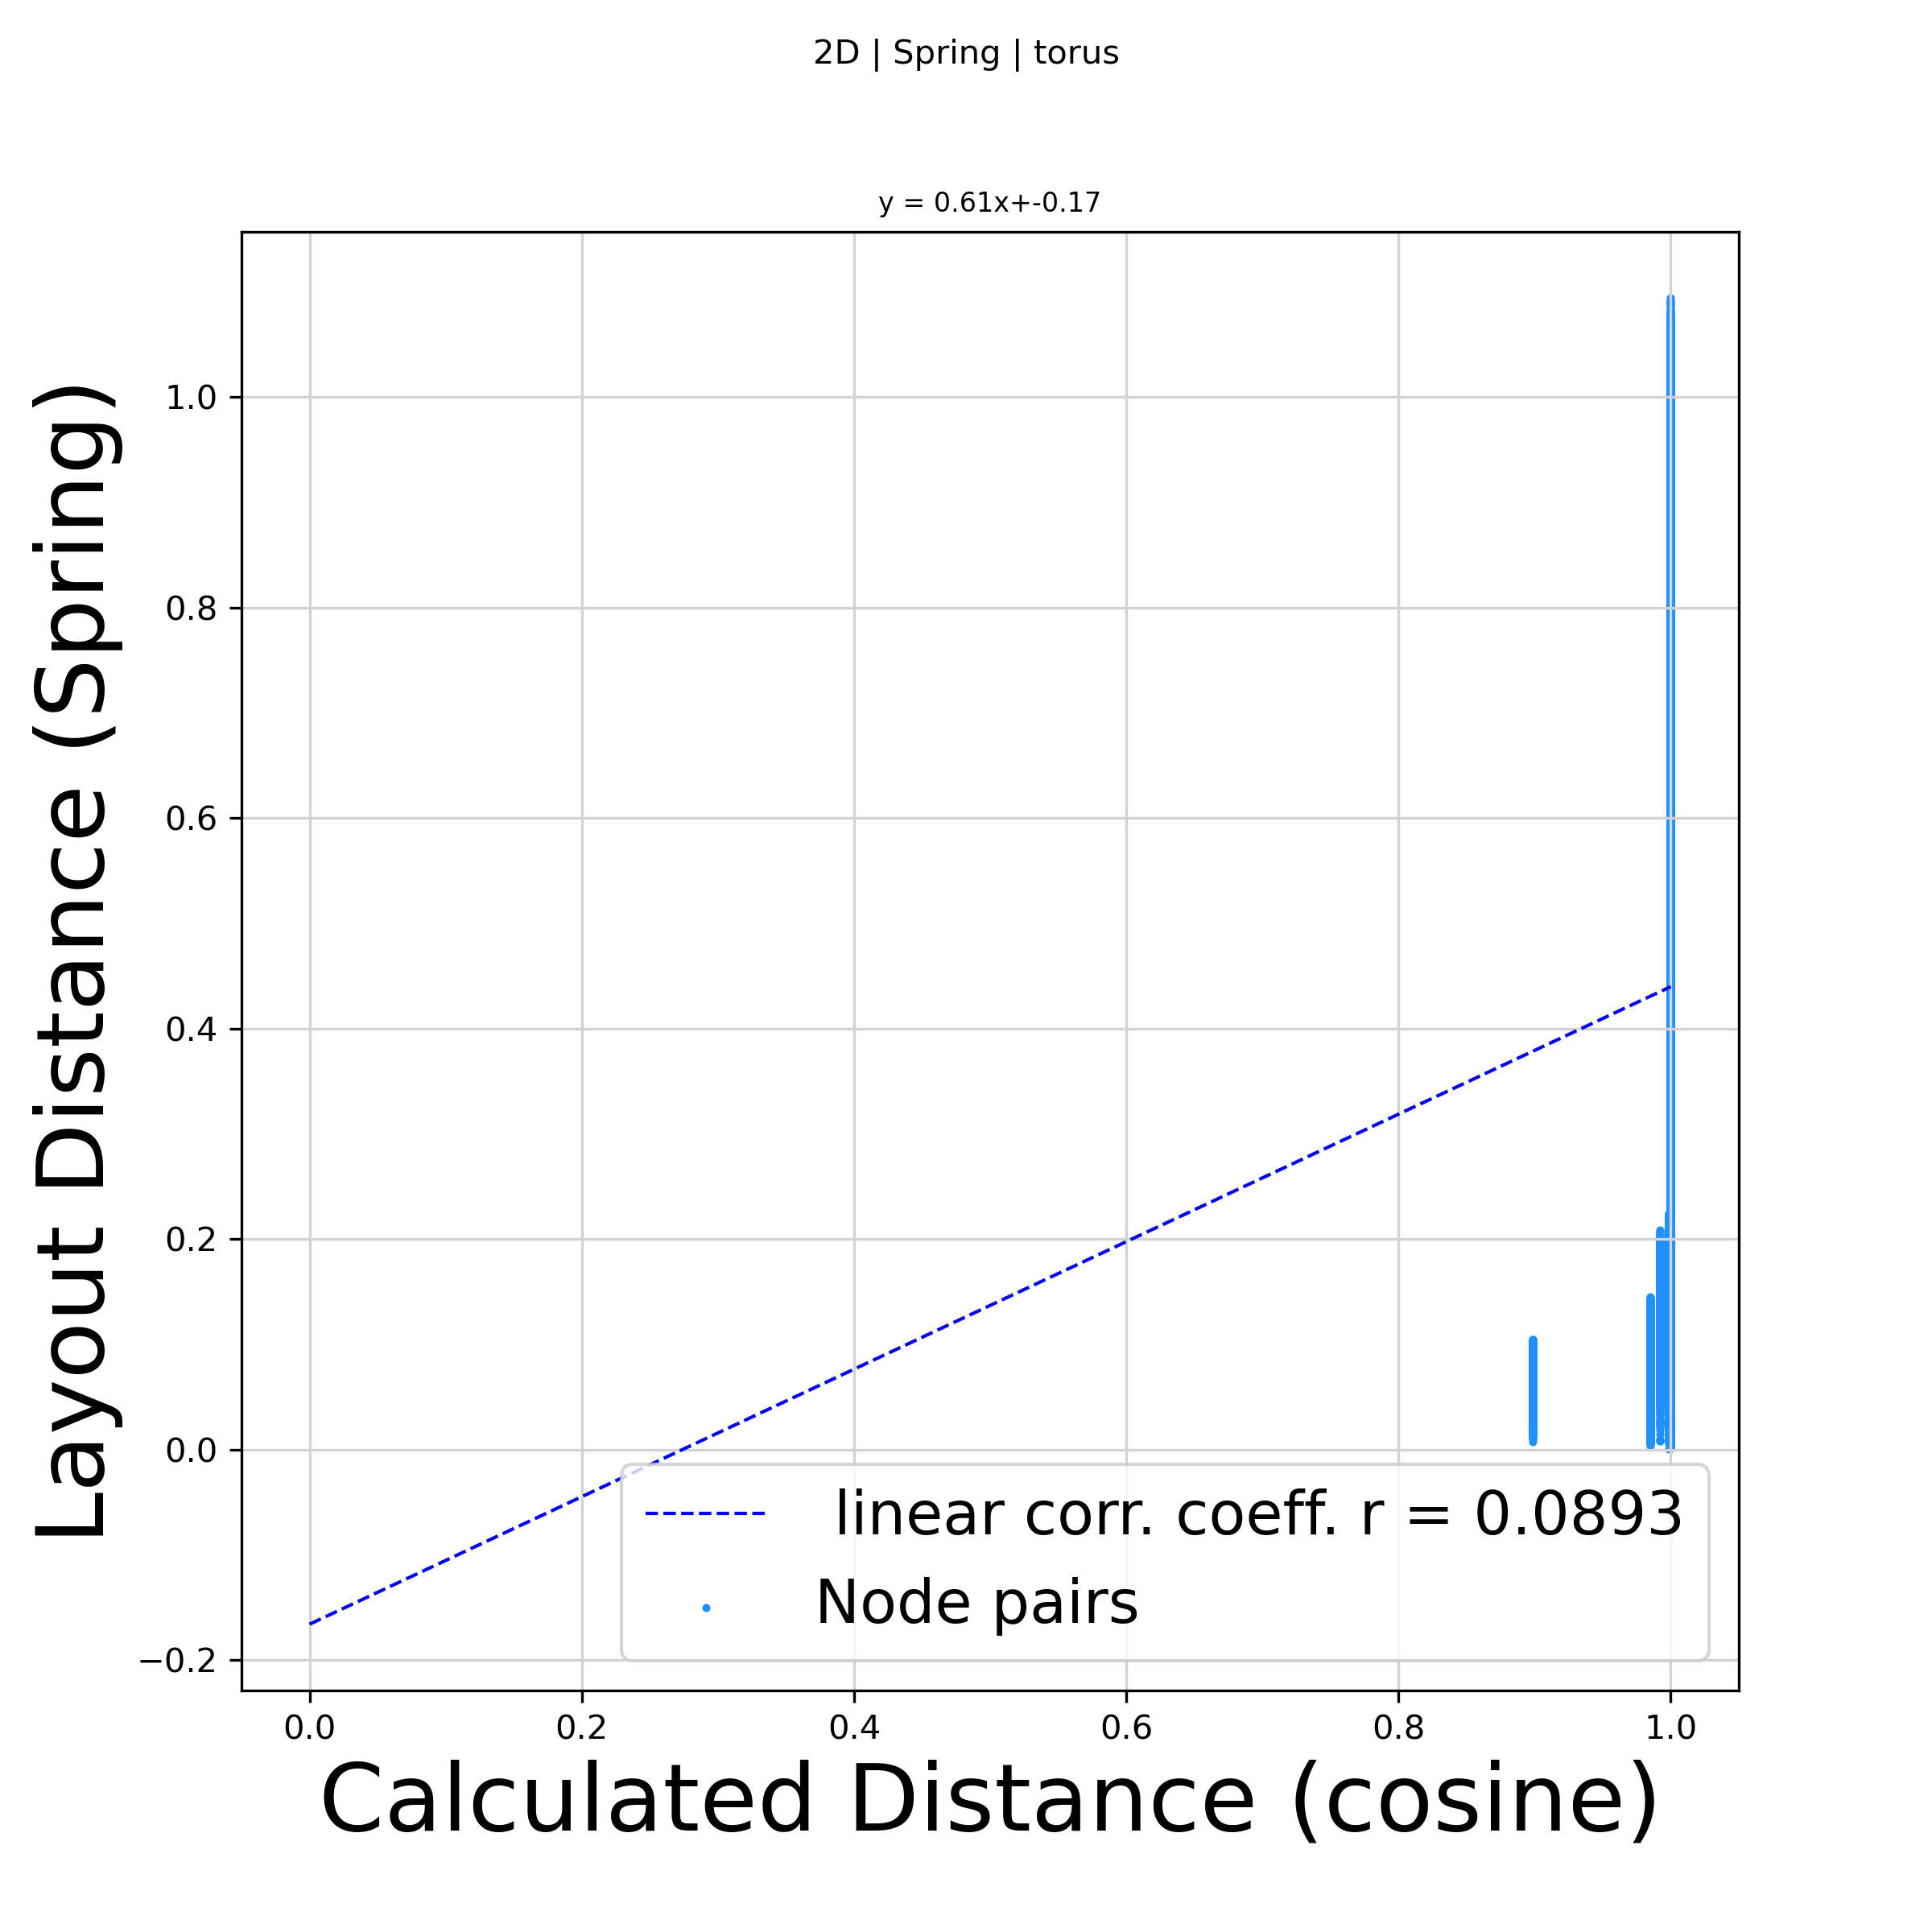 2D | Spring | torus
y = 0.61x+-0.17
Layout Distance (Spring)
1.0
0.8
0.6
0.4
0.2
0.0
−0.2
linear corr. coeff. r = 0.0893
Node pairs
0.0 0.2 0.4 0.6 0.8 1.0
Calculated Distance (cosine)